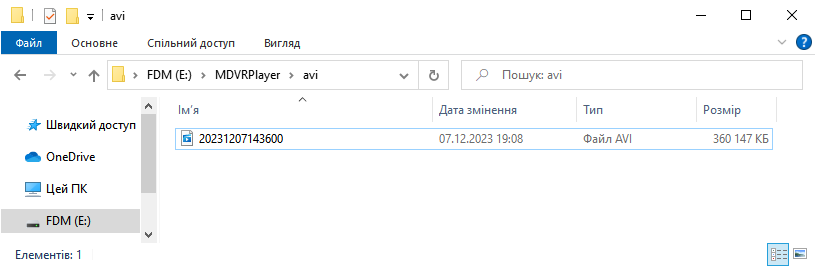 avi
Файл Основне Спільний доступ Вигляд
FDM (E:) MDVRPlayer avi Пошук: avi
Ім'я Дата змінення Тип Розмір
Швидкий доступ
20231207143600 07.12.2023 19:08 Файл AVI 360 147 КБ
OneDrive
Цей ПК
FDM (E:)
Елементів: 1